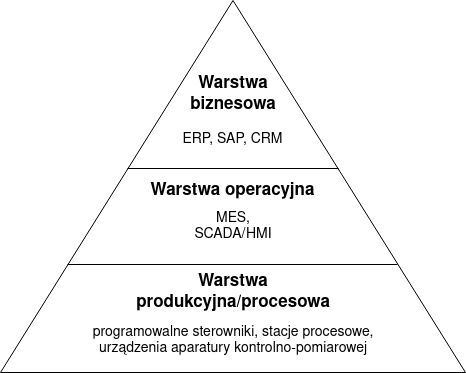 Warstwa
biznesowa
ERP, SAP, CRM
Warstwa operacyjna
MES,
SCADA/HMI
Warstwa
produkcyjna/procesowa
programowalne sterowniki, stacje procesowe,
urządzenia aparatury kontrolno-pomiarowej